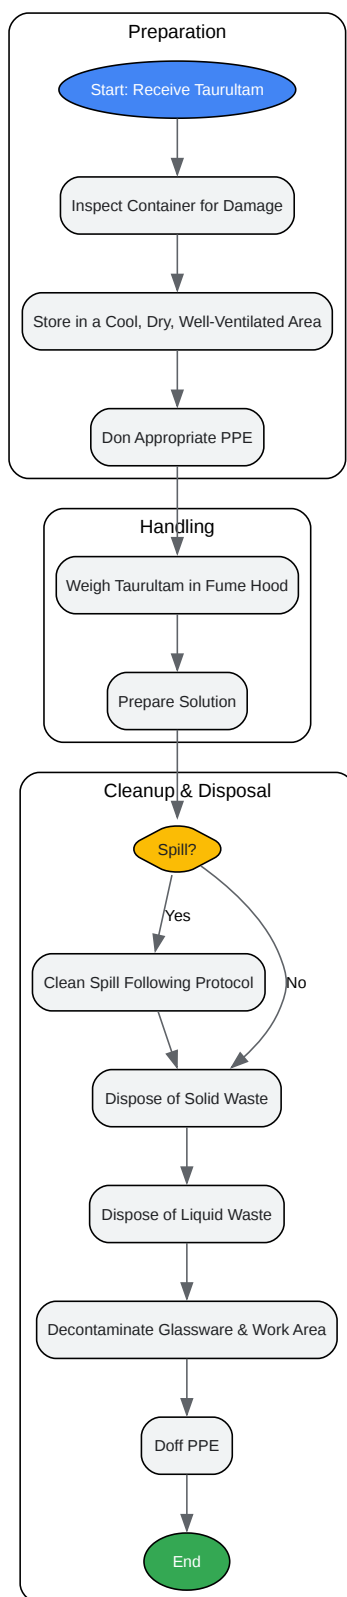 Preparation
Start: Receive Taurultam
Inspect Container for Damage
Store in a Cool, Dry, Well-Ventilated Area
Don Appropriate PPE
Handling
Weigh Taurultam in Fume Hood
Prepare Solution
Cleanup & Disposal
Spill?
Yes
Clean Spill Following Protocol
No
Dispose of Solid Waste
Dispose of Liquid Waste
Decontaminate Glassware & Work Area
Doff PPE
End